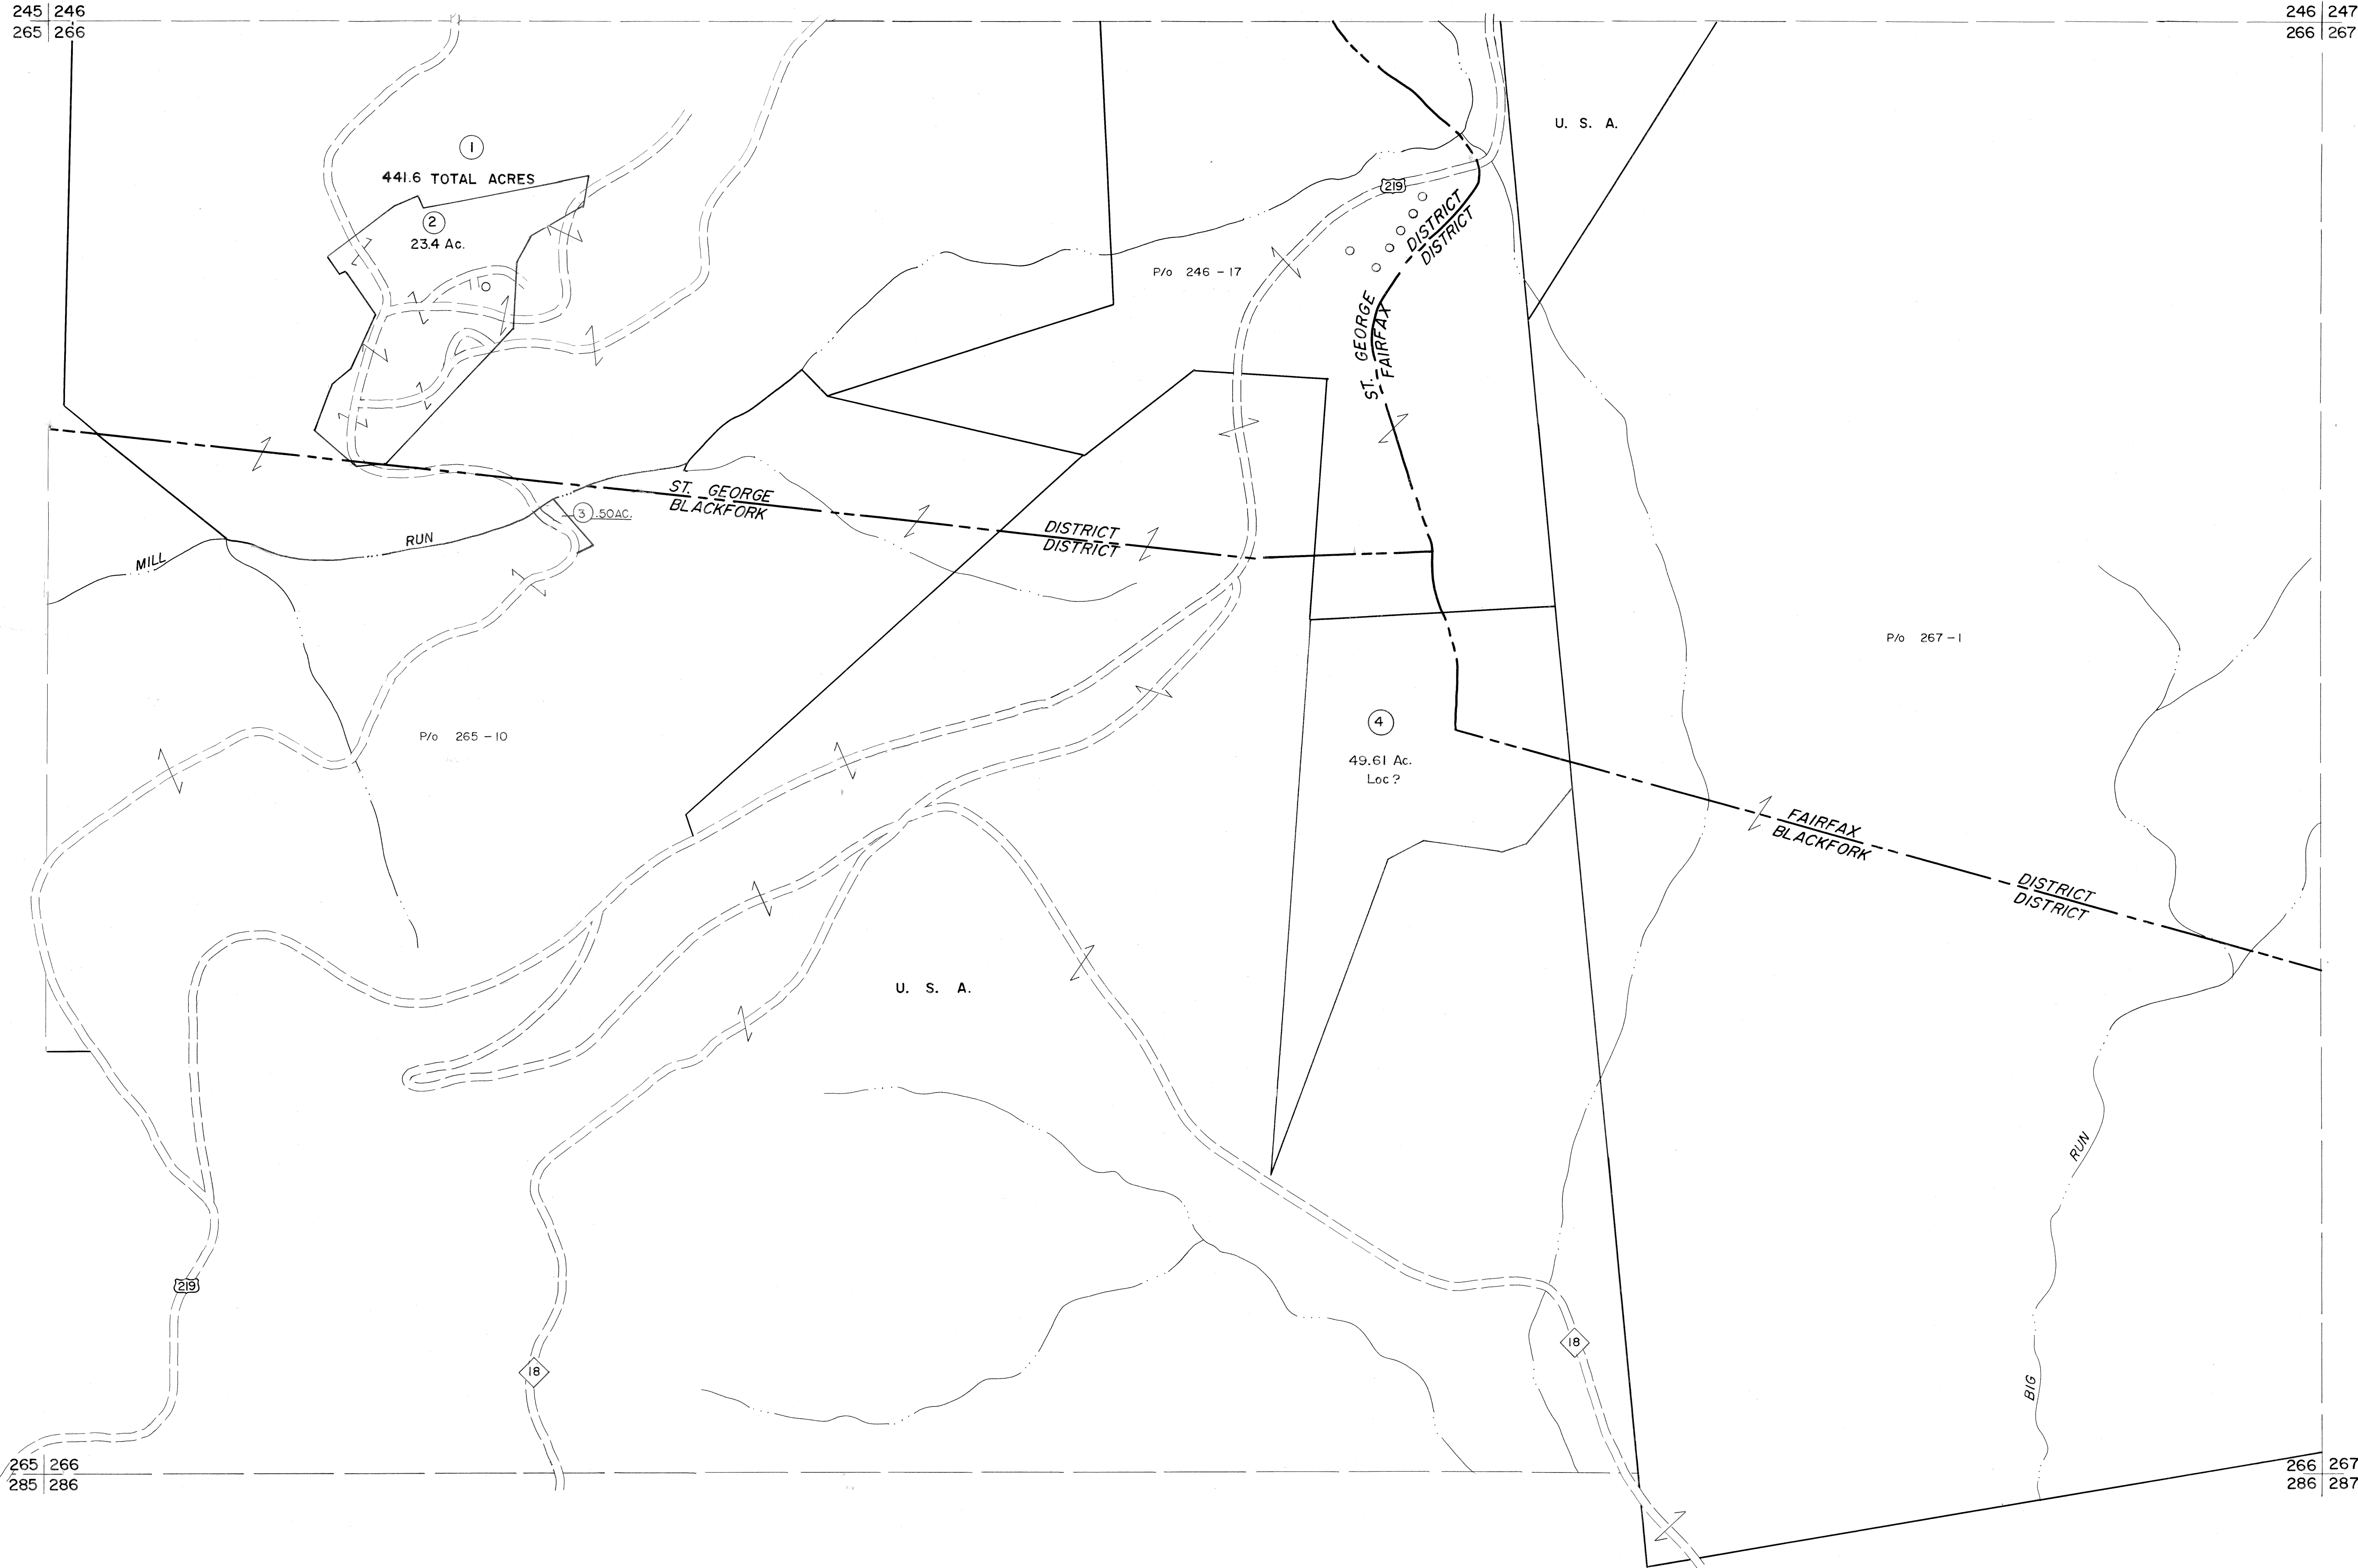 245 246
265 266
246 247
266 267
U. S. A.
1
441.6 TOTAL ACRES
2
23.4 Ac.
219
DISTRICT
DISTRICT
P/o 246-17
ST. GEORGE
FAIRFAX
ST. GEORGE
BLACKFORK
3 .50AC.
DISTRICT
DISTRICT
RUN
MILL
P/o 267-1
4
P/o 265-10
49.61 Ac.
Loc?
FAIRFAX
BLACKFORK
DISTRICT
DISTRICT
U. S. A.
RUN
219
18
18
BIG
265 266
285 286
266 267
286 287